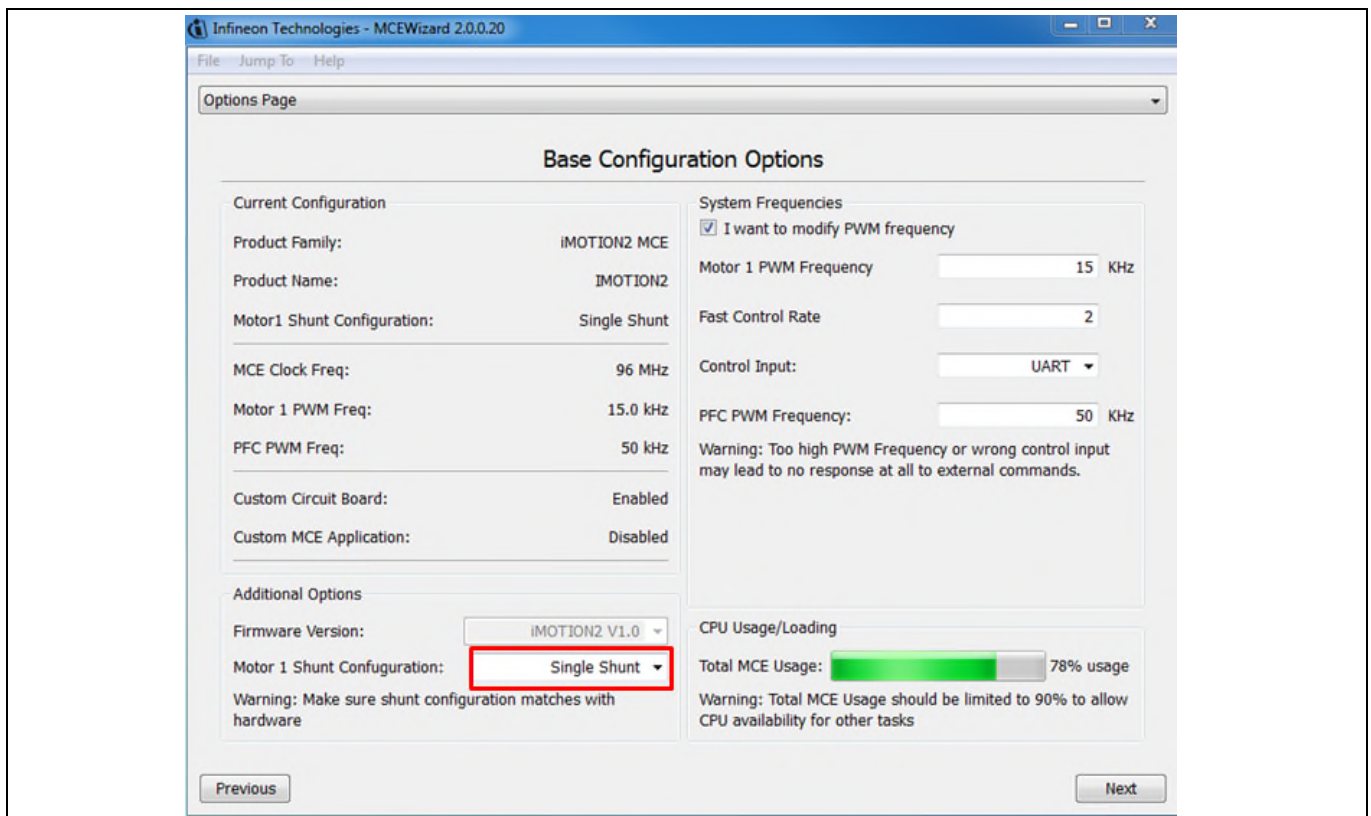 Infineon Technologies - MCEWizard 2.0.0.20
File Jump To Help
Options Page
Base Configuration Options
Current Configuration
Product Family: iMOTION2 MCE
Product Name: IMOTION2
Motor1 Shunt Configuration: Single Shunt
MCE Clock Freq: 96 MHz
Motor 1 PWM Freq: 15.0 kHz
PFC PWM Freq: 50 kHz
Custom Circuit Board: Enabled
Custom MCE Application: Disabled
Additional Options
Firmware Version: iMOTION2 V1.0
Motor 1 Shunt Confuguration: Single Shunt
Warning: Make sure shunt configuration matches with
hardware
System Frequencies
I want to modify PWM frequency
Motor 1 PWM Frequency 15 KHz
Fast Control Rate 2
Control Input: UART
PFC PWM Frequency: 50 KHz
Warning: Too high PWM Frequency or wrong control input
may lead to no response at all to external commands.
CPU Usage/Loading
Total MCE Usage: 78% usage
Warning: Total MCE Usage should be limited to 90% to allow
CPU availability for other tasks
Previous
Next